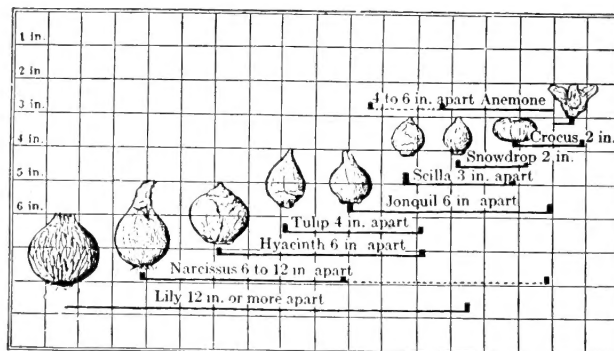 1 in.
2 in.
3 in.
4 to 6 in. apart Anemone
4 in.
Crocus 2 in.
Snowdrop 2 in.
5 in.
Scilla 3 in. apart
6 in.
Jonquil 6 in. apart
Tulip 4 in. apart
Hyacinth 6 in. apart
Narcissus 6 to 12 in. apart
Lily 12 in. or more apart